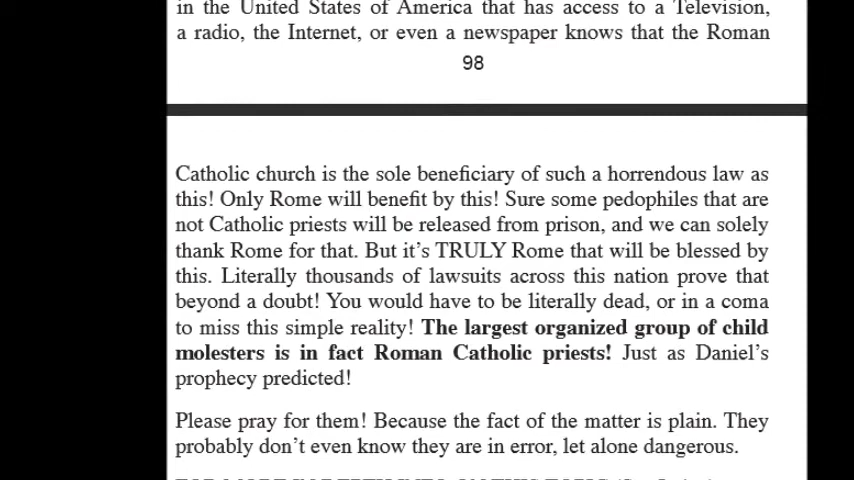 in the United States of America that has access to a Television,
a radio, the Internet, or even a newspaper knows that the Roman
98
Catholic church is the sole beneficiary of such a horrendous law as
this! Only Rome will benefit by this! Sure some pedophiles that are
not Catholic priests will be released from prison, and we can solely
thank Rome for that. But it's TRULY Rome that will be blessed by
this. Literally thousands of lawsuits across this nation prove that
beyond a doubt! You would have to be literally dead, or in a coma
to miss this simple reality! The largest organized group of child
molesters is in fact Roman Catholic priests! Just as Daniel's
prophecy predicted!
Please pray for them! Because the fact of the matter is plain. They
probably don't even know they are in error, let alone dangerous.